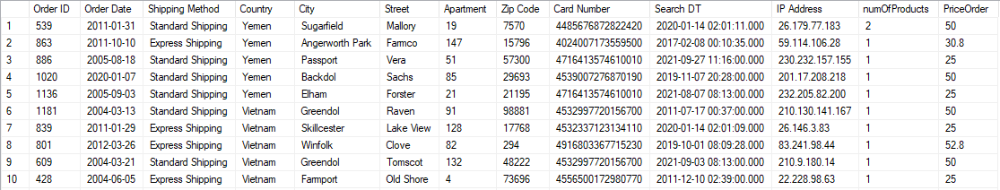 Order ID Order Date Shipping Method Country City Street Apartment Zip Code Card Number Search DT IP Address numOfProducts PriceOrder
1 539 2011-01-31 Standard Shipping Yemen Sugarfield Mallory 19 7570 4485676872822420 2020-01-14 02:01:11.000 26.179.77.183 2 50
2 863 2011-10-10 Express Shipping Yemen Angerworth Park Farmco 147 15796 4024007173559500 2017-02-08 00:10:35.000 59.114.106.28 1 30.8
3 886 2005-08-18 Standard Shipping Yemen Passport Vera 51 57300 4716413574610010 2021-09-27 11:16:00.000 230.232.157.155 1 25
4 1020 2020-01-07 Standard Shipping Yemen Backdol Sachs 85 29693 4539007276870190 2019-11-07 20:28:00.000 201.17.208.218 1 50
5 1136 2005-09-03 Standard Shipping Yemen Elham Forster 21 21195 4716413574610010 2021-08-07 08:13:00.000 232.205.82.200 1 25
6 1181 2004-03-13 Standard Shipping Vietnam Greendol Raven 91 98881 4532997720156700 2011-07-17 00:37:00.000 210.130.141.167 1 50
7 839 2011-01-29 Express Shipping Vietnam Skillcester Lake View 128 17768 4532337123134110 2020-01-14 02:01:09.000 26.146.3.83 1 25
8 801 2012-03-26 Express Shipping Vietnam Winfolk Clove 82 294 4916803367715230 2019-10-01 08:09:28.000 83.241.98.44 1 52.8
9 609 2004-03-21 Standard Shipping Vietnam Greendol Tomscot 132 48222 4532997720156700 2021-09-03 08:13:00.000 210.9.180.14 1 50
10 428 2004-06-05 Express Shipping Vietnam Farmport Old Shore 4 73696 4556500172980770 2011-12-10 02:39:00.000 22.228.98.63 1 25